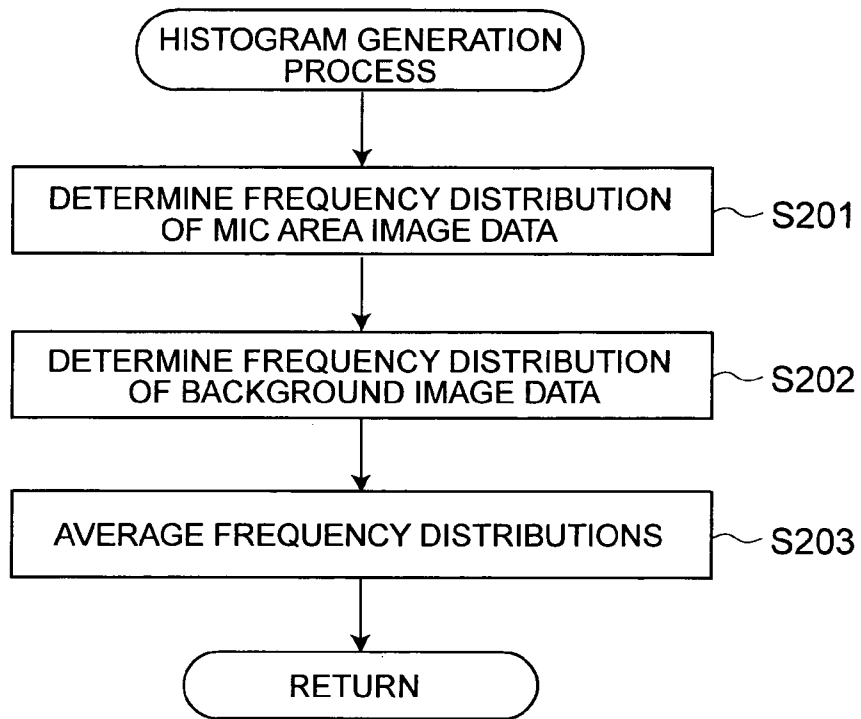 HISTOGRAM GENERATION
PROCESS
DETERMINE FREQUENCY DISTRIBUTION
OF MIC AREA IMAGE DATA
S201
DETERMINE FREQUENCY DISTRIBUTION
OF BACKGROUND IMAGE DATA
S202
AVERAGE FREQUENCY DISTRIBUTIONS
S203
RETURN